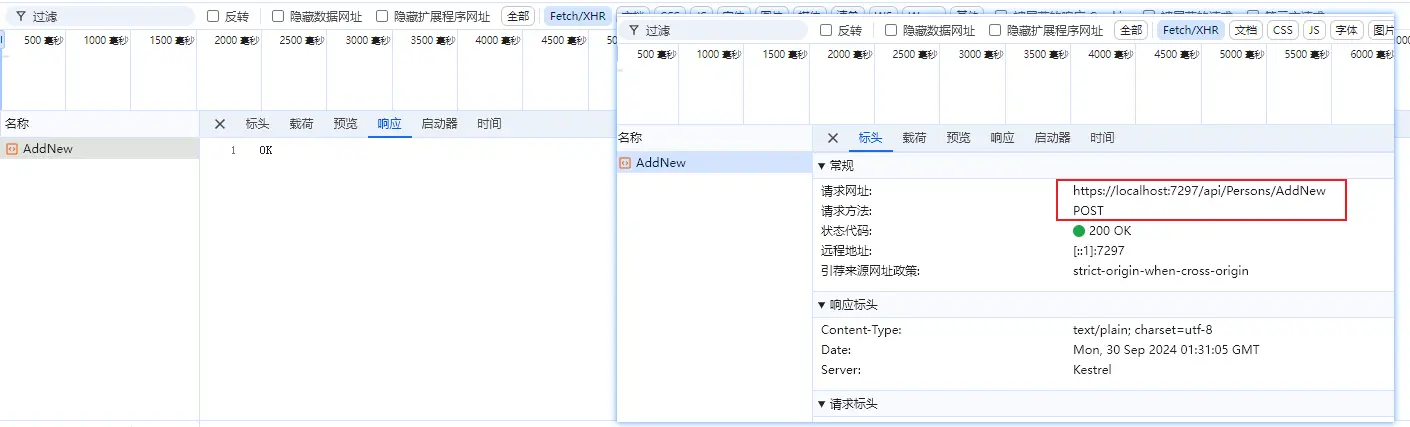 过滤
反转 隐藏数据网址 隐藏扩展程序网址 全部 Fetch/XHR
500 毫秒 1000 毫秒 1500 毫秒 2000 毫秒 2500 毫秒 3000 毫秒 3500 毫秒 4000 毫秒 4500 毫秒
名称
标头 载荷 预览 响应 启动器 时间
AddNew
1 OK
过滤
反转 隐藏数据网址 隐藏扩展程序网址 全部 Fetch/XHR 文档 CSS JS 字体 图片
500 毫秒 1000 毫秒 1500 毫秒 2000 毫秒 2500 毫秒 3000 毫秒 3500 毫秒 4000 毫秒 4500 毫秒 5000 毫秒 5500 毫秒 6000 毫秒
名称
标头 载荷 预览 响应 启动器 时间
AddNew
常规
请求网址: https://localhost:7297/api/Persons/AddNew
请求方法: POST
状态代码: 200 OK
远程地址: [::1]:7297
引荐来源网址政策: strict-origin-when-cross-origin
响应标头
Content-Type: text/plain; charset=utf-8
Date: Mon, 30 Sep 2024 01:31:05 GMT
Server: Kestrel
请求标头